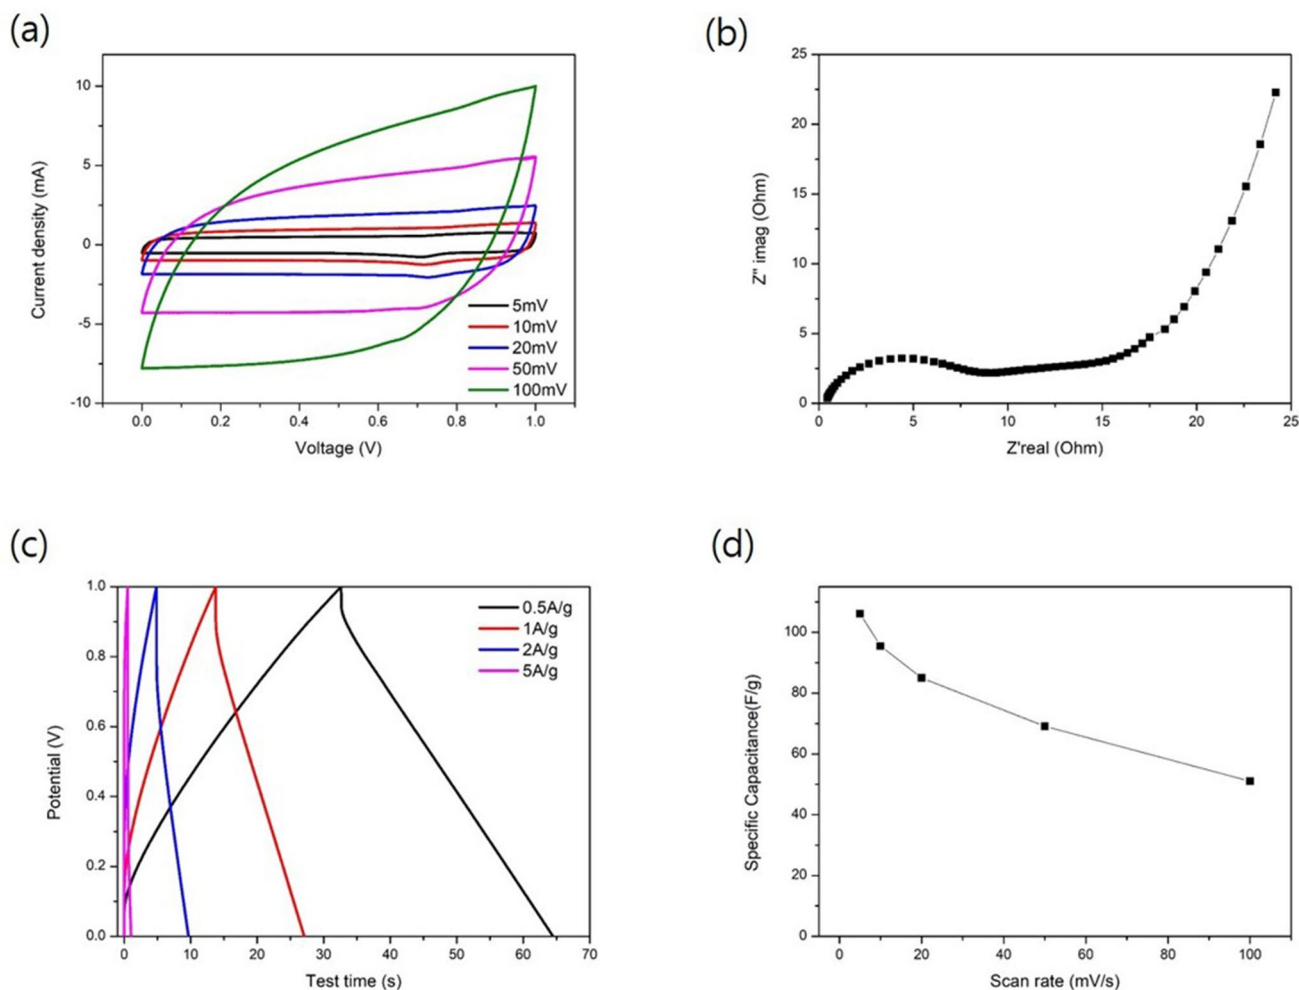 (a)
10
5
0
-5
-10
0.0
0.2
0.4
0.6
0.8
1.0
Current density (mA)
Voltage (V)
5mV
10mV
20mV
50mV
100mV
(b)
25
20
15
10
5
0
0
5
10
15
20
25
Z'' imag (Ohm)
Z'real (Ohm)
(c)
1.0
0.8
0.6
0.4
0.2
0.0
0
10
20
30
40
50
60
70
Potential (V)
Test time (s)
0.5A/g
1A/g
2A/g
5A/g
(d)
100
80
60
40
20
0
0
20
40
60
80
100
Specific Capacitance(F/g)
Scan rate (mV/s)